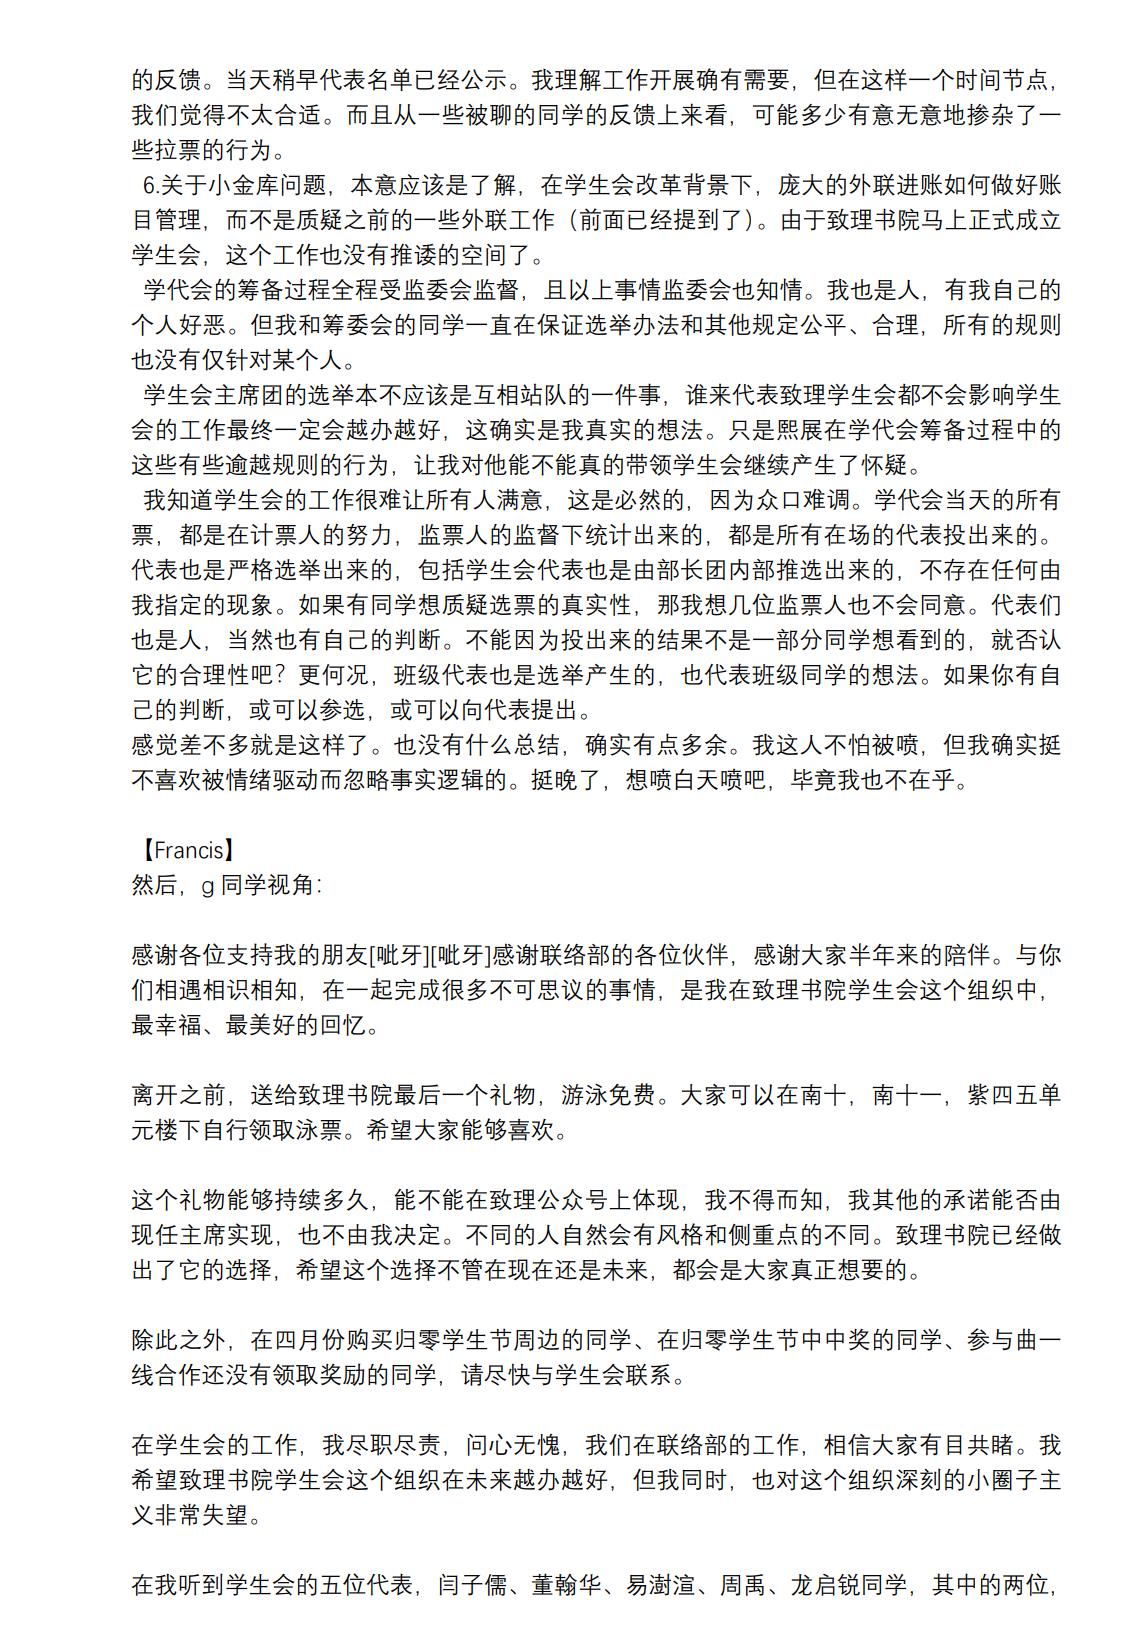 的反馈。当天稍早代表名单已经公示。我理解工作开展确有需要，但在这样一个时间节点，
我们觉得不太合适。而且从一些被聊的同学的反馈上来看，可能多少有意无意地掺杂了一
些拉票的行为。
6.关于小金库问题，本意应该是了解，在学生会改革背景下，庞大的外联进账如何做好账
目管理，而不是质疑之前的一些外联工作（前面已经提到了）。由于致理书院马上正式成立
学生会，这个工作也没有推诿的空间了。
学代会的筹备过程全程受监委会监督，且以上事情监委会也知情。我也是人，有我自己的
个人好恶。但我和筹委会的同学一直在保证选举办法和其他规定公平、合理，所有的规则
也没有仅针对某个人。
学生会主席团的选举本不应该是互相站队的一件事，谁来代表致理学生会都不会影响学生
会的工作最终一定会越办越好，这确实是我真实的想法。只是熙展在学代会筹备过程中的
这些有些逾越规则的行为，让我对他能不能真的带领学生会继续产生了怀疑。
我知道学生会的工作很难让所有人满意，这是必然的，因为众口难调。学代会当天的所有
票，都是在计票人的努力，监票人的监督下统计出来的，都是所有在场的代表投出来的。
代表也是严格选举出来的，包括学生会代表也是由部长团内部推选出来的，不存在任何由
我指定的现象。如果有同学想质疑选票的真实性，那我想几位监票人也不会同意。代表们
也是人，当然也有自己的判断。不能因为投出来的结果不是一部分同学想看到的，就否认
它的合理性吧？更何况，班级代表也是选举产生的，也代表班级同学的想法。如果你有自
己的判断，或可以参选，或可以向代表提出。
感觉差不多就是这样了。也没有什么总结，确实有点多余。我这人不怕被喷，但我确实挺
不喜欢被情绪驱动而忽略事实逻辑的。挺晚了，想喷白天喷吧，毕竟我也不在乎。
【Francis】
然后，g 同学视角：
感谢各位支持我的朋友[呲牙][呲牙]感谢联络部的各位伙伴，感谢大家半年来的陪伴。与你
们相遇相识相知，在一起完成很多不可思议的事情，是我在致理书院学生会这个组织中，
最幸福、最美好的回忆。
离开之前，送给致理书院最后一个礼物，游泳免费。大家可以在南十，南十一，紫四五单
元楼下自行领取泳票。希望大家能够喜欢。
这个礼物能够持续多久，能不能在致理公众号上体现，我不得而知，我其他的承诺能否由
现任主席实现，也不由我决定。不同的人自然会有风格和侧重点的不同。致理书院已经做
出了它的选择，希望这个选择不管在现在还是未来，都会是大家真正想要的。
除此之外，在四月份购买归零学生节周边的同学、在归零学生节中中奖的同学、参与曲一
线合作还没有领取奖励的同学，请尽快与学生会联系。
在学生会的工作，我尽职尽责，问心无愧，我们在联络部的工作，相信大家有目共睹。我
希望致理书院学生会这个组织在未来越办越好，但我同时，也对这个组织深刻的小圈子主
义非常失望。
在我听到学生会的五位代表，闫子儒、董翰华、易澍渲、周禹、龙启锐同学，其中的两位，